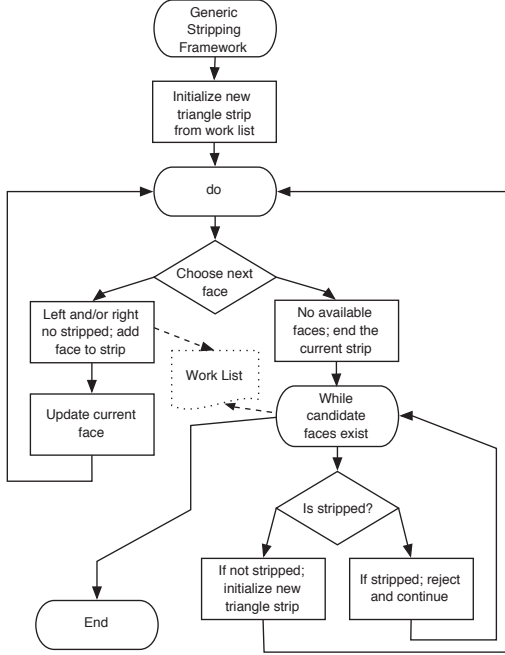 Generic
Stripping
Framework
Initialize new
triangle strip
from work list
do
Choose next
face
Left and/or right
no stripped; add
face to strip
No available
faces; end the
current strip
Work List
Update current
face
While
candidate
faces exist
Is stripped?
If not stripped;
initialize new
triangle strip
If stripped; reject
and continue
End